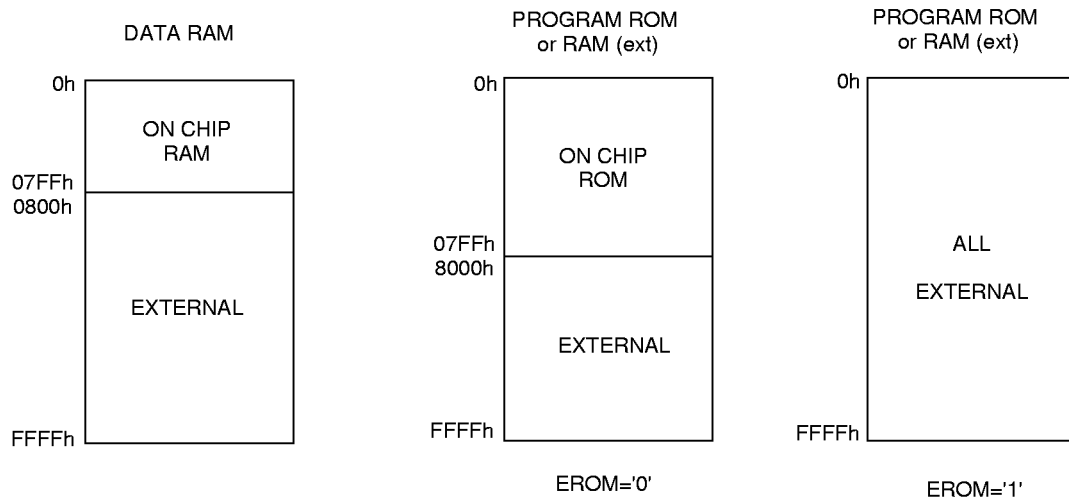 DATA RAM
0h
ON CHIP
RAM
07FFh
0800h
EXTERNAL
FFFFh
PROGRAM ROM
or RAM (ext)
0h
ON CHIP
ROM
07FFh
8000h
EXTERNAL
FFFFh
EROM='0'
PROGRAM ROM
or RAM (ext)
0h
ALL
EXTERNAL
FFFFh
EROM='1'